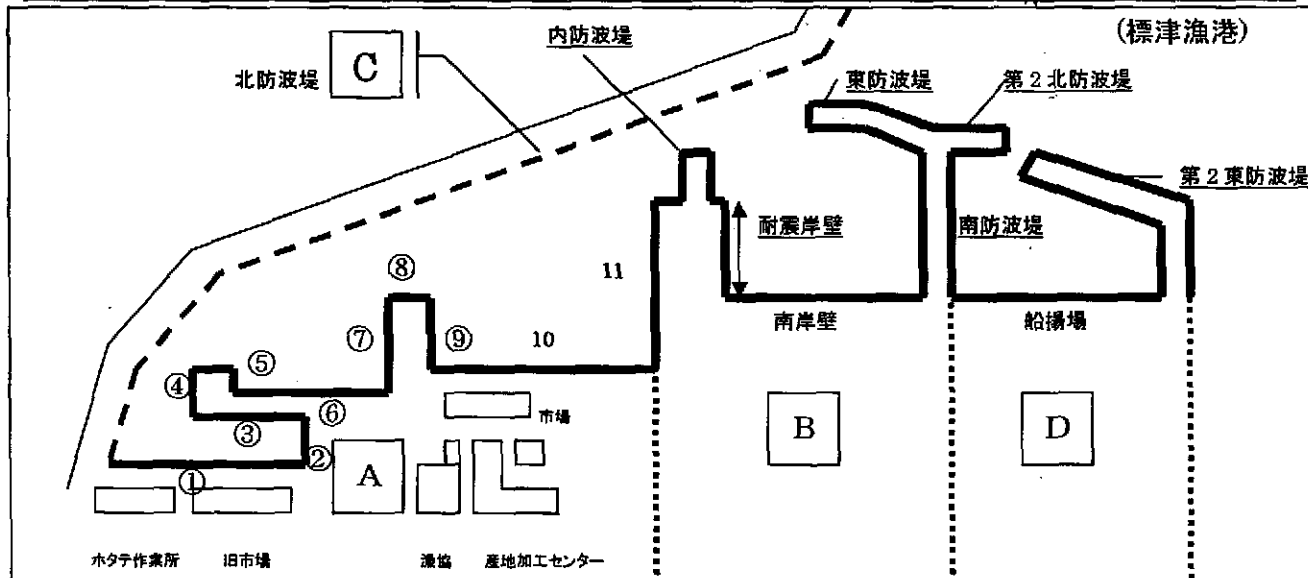 (標津漁港)
内防波堤
北防波堤
C
東防波堤
第2北防波堤
第2東防波堤
耐震岸壁
南防波堤
⑧
11
南岸壁
船揚場
⑦
⑨
10
⑤
④
⑥
市場
③
②
①
A
B
D
ホタテ作業所
旧市場
漁協
産地加工センター